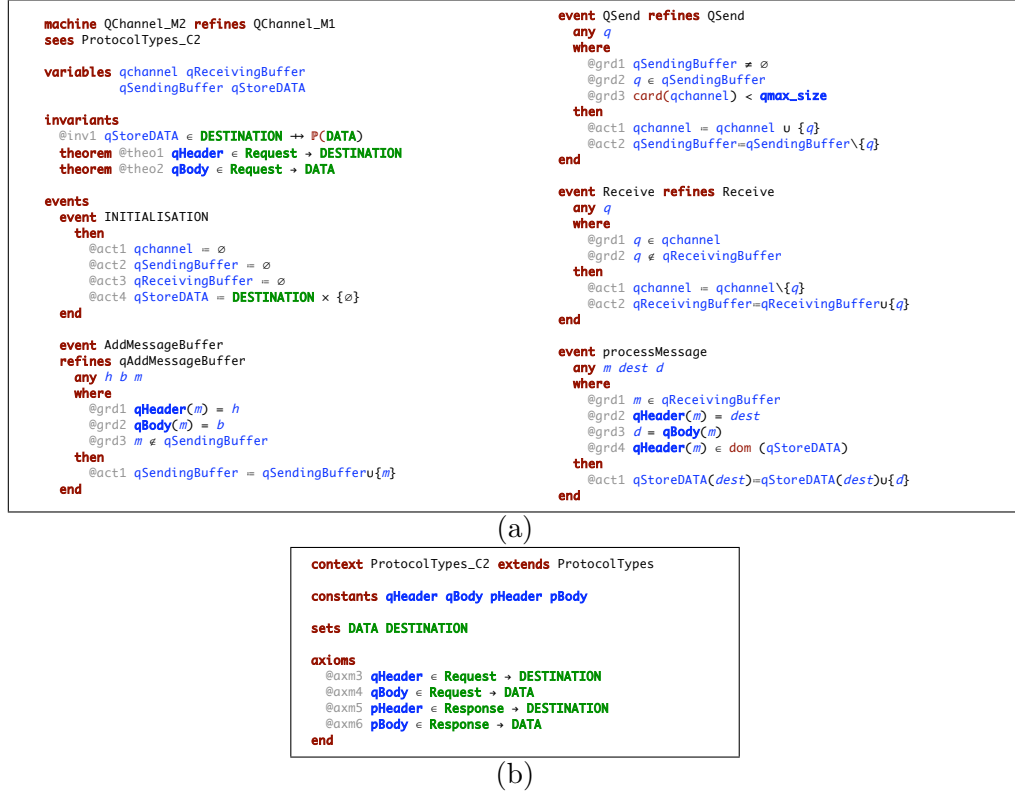 machine QChannel_M2 refines QChannel_M1
sees ProtocolTypes_C2
variables qchannel qReceivingBuffer
qSendingBuffer qStoreDATA
invariants
@inv1 qStoreDATA ∈ DESTINATION ⇸ ℙ(DATA)
theorem @theo1 qHeader ∈ Request → DESTINATION
theorem @theo2 qBody ∈ Request → DATA
events
event INITIALISATION
then
@act1 qchannel ≔ ∅
@act2 qSendingBuffer ≔ ∅
@act3 qReceivingBuffer ≔ ∅
@act4 qStoreDATA ≔ DESTINATION × {∅}
end
event AddMessageBuffer
refines qAddMessageBuffer
any h b m
where
@grd1 qHeader(m) = h
@grd2 qBody(m) = b
@grd3 m ∉ qSendingBuffer
then
@act1 qSendingBuffer ≔ qSendingBuffer∪{m}
end
event QSend refines QSend
any q
where
@grd1 qSendingBuffer ≠ ∅
@grd2 q ∈ qSendingBuffer
@grd3 card(qchannel) < qmax_size
then
@act1 qchannel ≔ qchannel ∪ {q}
@act2 qSendingBuffer≔qSendingBuffer\{q}
end
event Receive refines Receive
any q
where
@grd1 q ∈ qchannel
@grd2 q ∉ qReceivingBuffer
then
@act1 qchannel ≔ qchannel\{q}
@act2 qReceivingBuffer≔qReceivingBuffer∪{q}
end
event processMessage
any m dest d
where
@grd1 m ∈ qReceivingBuffer
@grd2 qHeader(m) = dest
@grd3 d = qBody(m)
@grd4 qHeader(m) ∈ dom (qStoreDATA)
then
@act1 qStoreDATA(dest)≔qStoreDATA(dest)∪{d}
end
(a)
context ProtocolTypes_C2 extends ProtocolTypes
constants qHeader qBody pHeader pBody
sets DATA DESTINATION
axioms
@axm3 qHeader ∈ Request → DESTINATION
@axm4 qBody ∈ Request → DATA
@axm5 pHeader ∈ Response → DESTINATION
@axm6 pBody ∈ Response → DATA
end
(b)